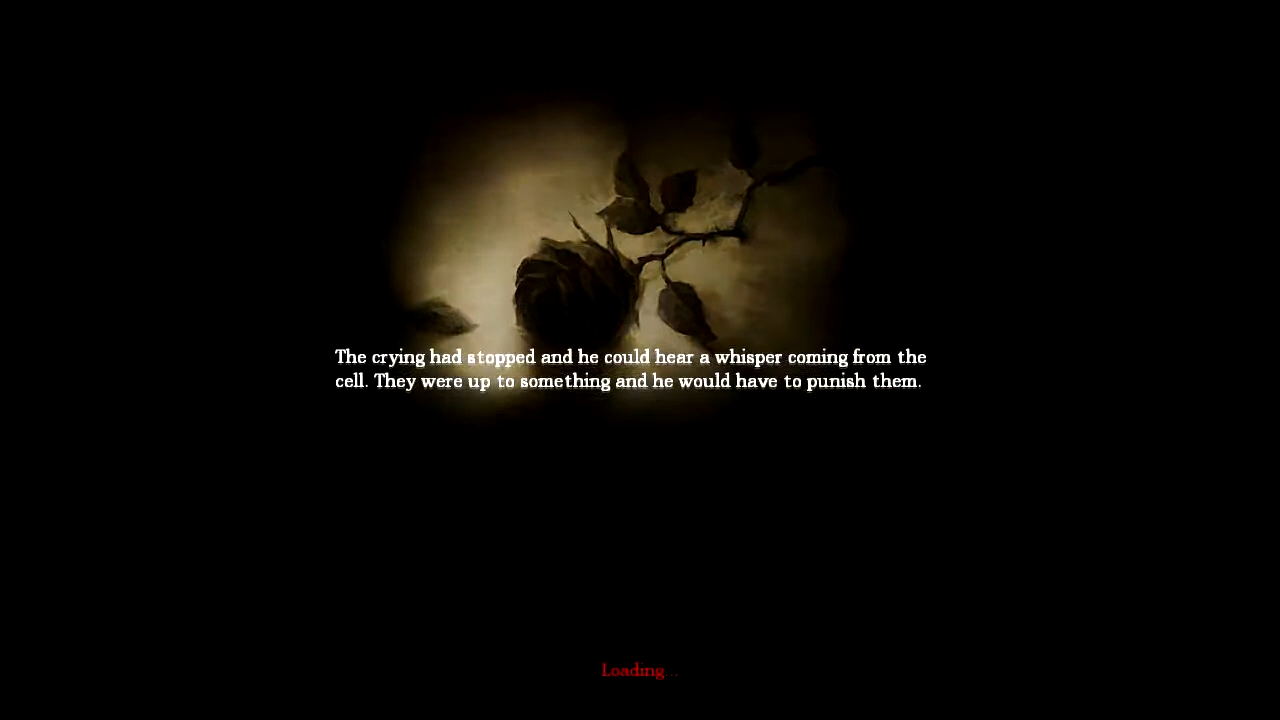 The crying had stopped and he could hear a whisper coming from the
cell. They were up to something and he would have to punish them.
Loading...